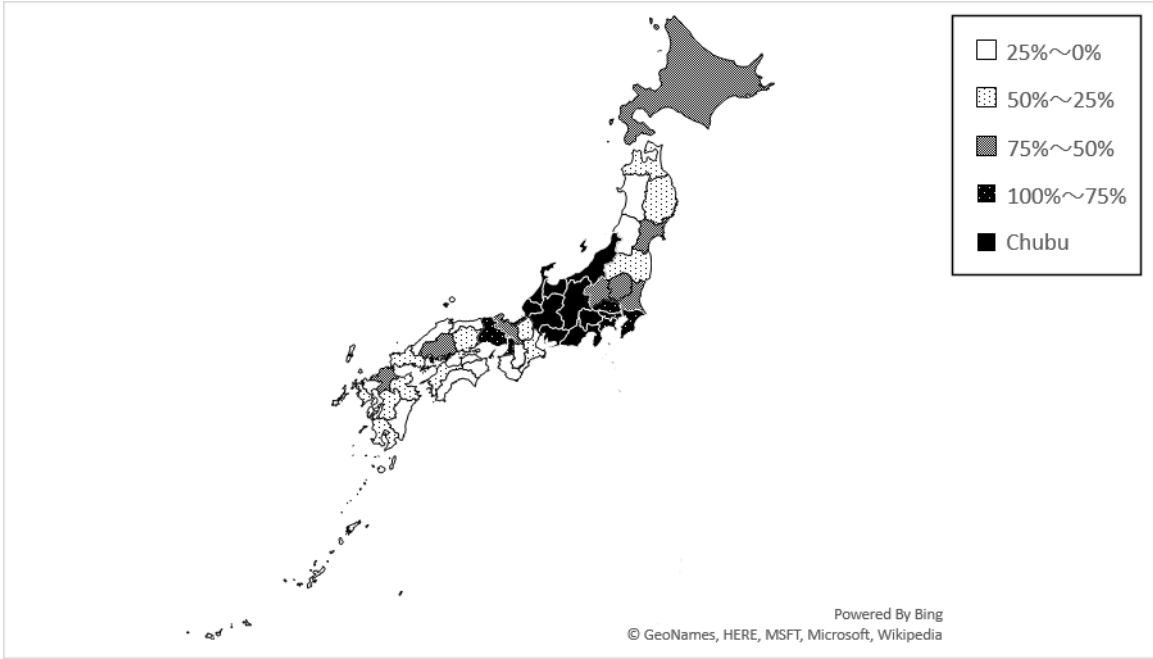 25%～0%
50%～25%
75%～50%
100%～75%
Chubu
Powered By Bing
© GeoNames, HERE, MSFT, Microsoft, Wikipedia